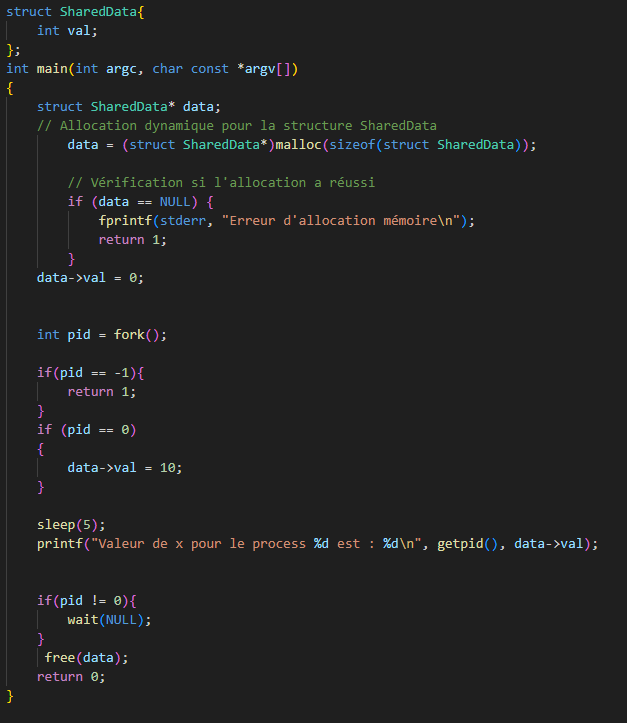 struct SharedData{
    int val;
};
int main(int argc, char const *argv[])
{
    struct SharedData* data;
    // Allocation dynamique pour la structure SharedData
        data = (struct SharedData*)malloc(sizeof(struct SharedData));

        // Vérification si l'allocation a réussi
        if (data == NULL) {
            fprintf(stderr, "Erreur d'allocation mémoire\n");
            return 1;
        }
    data->val = 0;


    int pid = fork();

    if(pid == -1){
        return 1;
    }
    if (pid == 0)
    {
        data->val = 10;
    }

    sleep(5);
    printf("Valeur de x pour le process %d est : %d\n", getpid(), data->val);


    if(pid != 0){
        wait(NULL);
    }
     free(data);
    return 0;
}